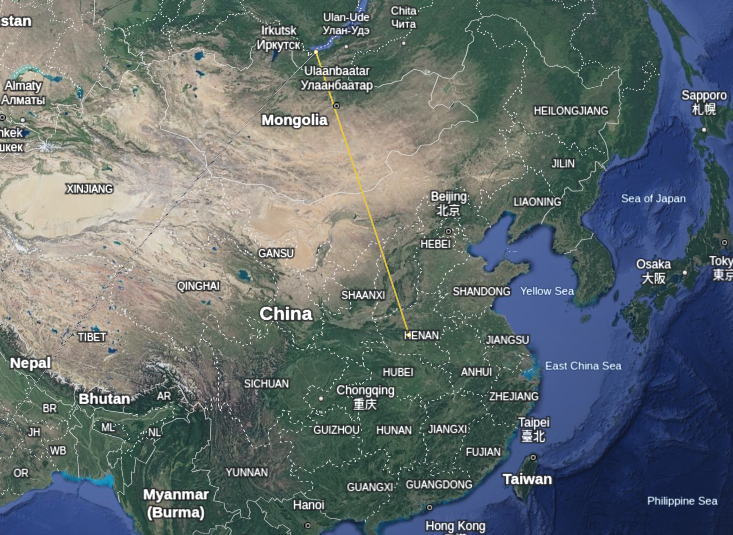 stan
Irkutsk
Иркутск
Ulan-Ude
Улан-Удэ
Chita
Чита
Ulaanbaatar
Улаанбаатар
Mongolia
Almaty
Алматы
nkek
шкек
Sapporo
札幌
HEILONGJIANG
JILIN
XINJIANG
Beijing
北京
LIAONING
Sea of Japan
HEBEI
GANSU
Osaka
大阪
Toky
東京
QINGHAI
SHAANXI
SHANDONG
Yellow Sea
China
TIBET
HENAN
JIANGSU
Nepal
East China Sea
HUBEI
ANHUI
SICHUAN
Chongqing
重庆
Bhutan
AR
ZHEJIANG
BR
ML
NL
JH
WB
OR
GUIZHOU
HUNAN
JIANGXI
Taipei
臺北
FUJIAN
YUNNAN
Taiwan
GUANGXI
GUANGDONG
Myanmar
(Burma)
Hanoi
Hong Kong
Philippine Sea